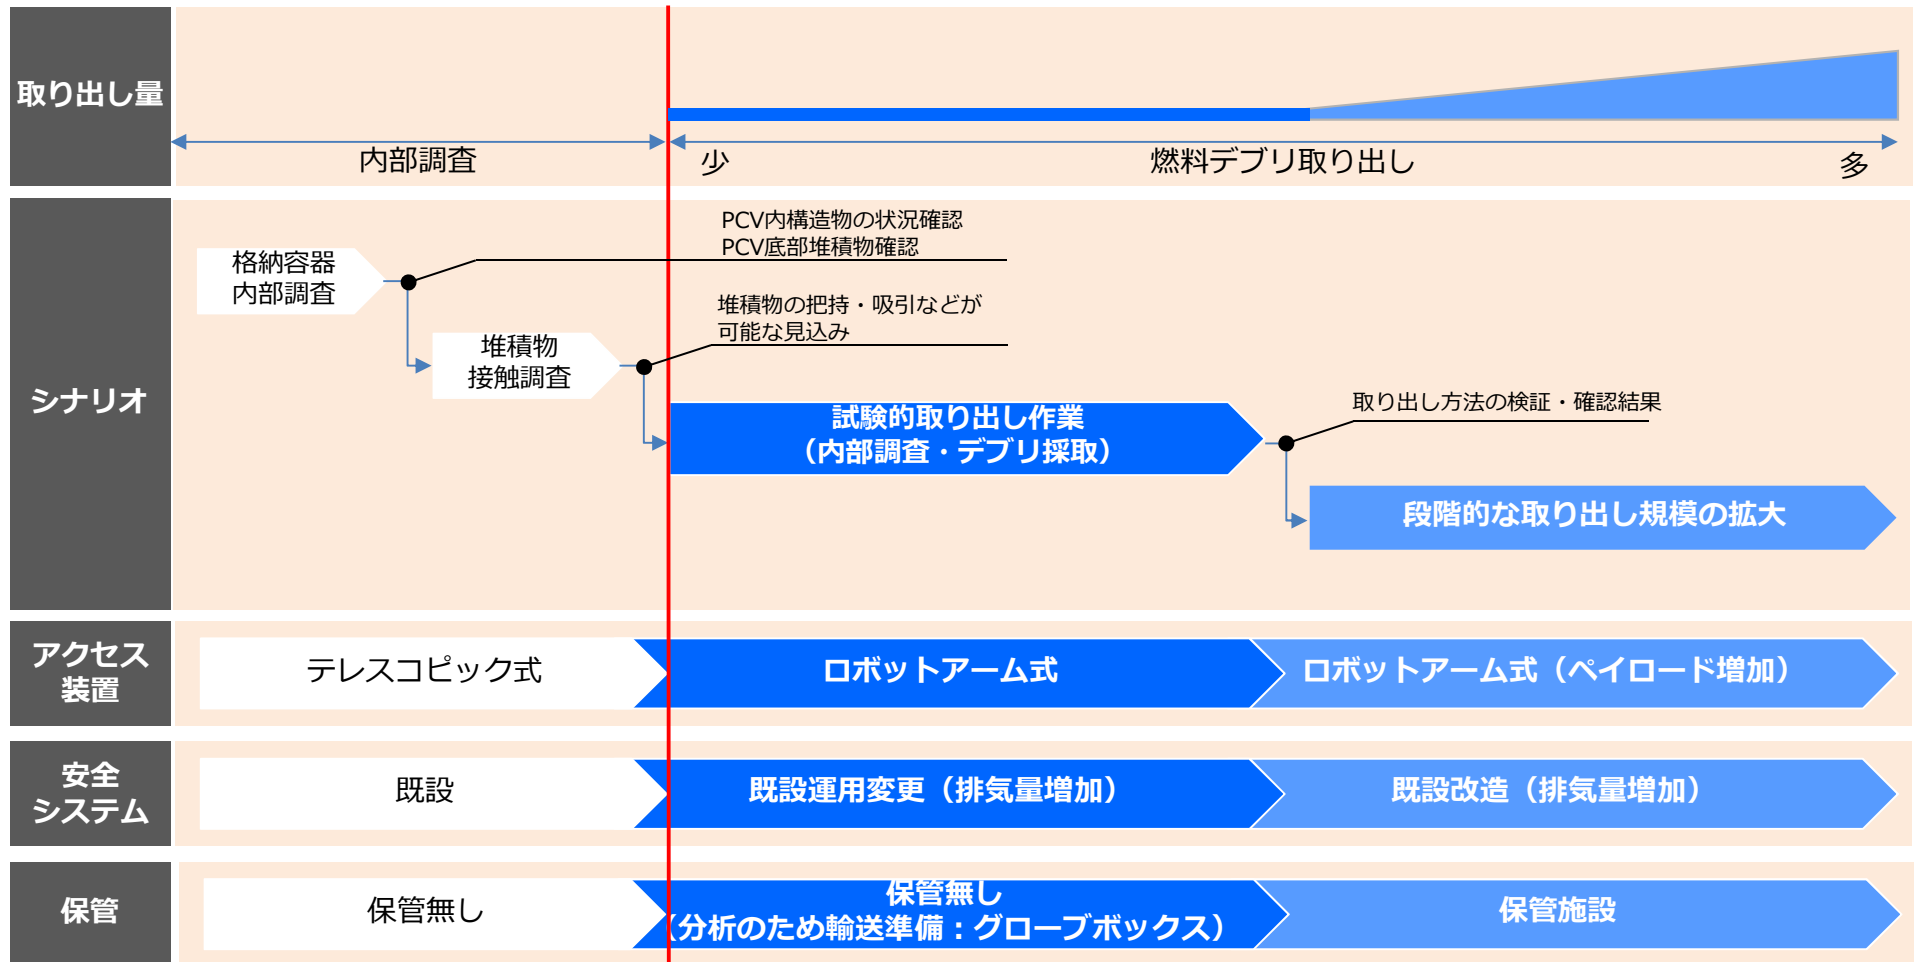 取り出し量
内部調査
少
燃料デブリ取り出し
多
シナリオ
格納容器
内部調査
PCV内構造物の状況確認
PCV底部堆積物確認
堆積物
接触調査
堆積物の把持・吸引などが
可能な見込み
試験的取り出し作業
（内部調査・デブリ採取）
取り出し方法の検証・確認結果
段階的な取り出し規模の拡大
アクセス
装置
テレスコピック式
ロボットアーム式
ロボットアーム式（ペイロード増加）
安全
システム
既設
既設運用変更（排気量増加）
既設改造（排気量増加）
保管
保管無し
保管無し
（分析のため輸送準備：グローブボックス）
保管施設